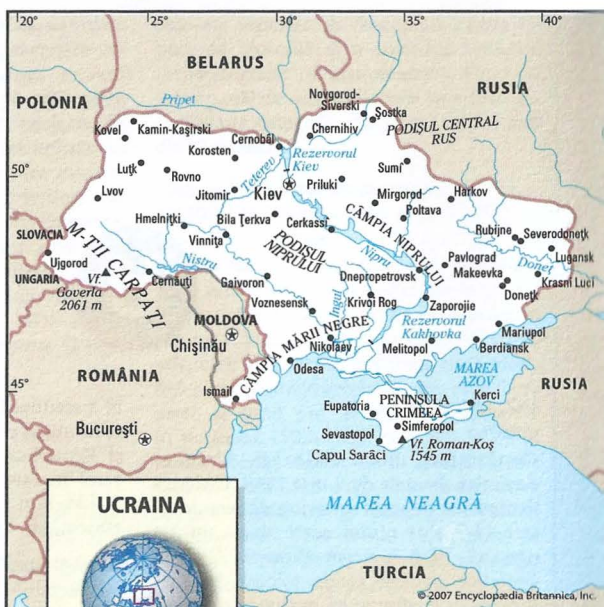 20°
25°
30°
35°
40°
BELARUS
RUSIA
POLONIA
Pripet
Novgorod-
Siverski
Șostka
Kovel
Kamin-Kașirski
Cernobâl
Chernihiv
PODIȘUL CENTRAL
RUS
Korosten
Rezervorul
Kiev
50°
Luțk
Rovno
Teterev
Sumî
Lvov
Jitomir
Kiev
Priluki
Mirgorod
Harkov
Hmelnițki
Bila Țerkva
Cerkassî
CÂMPIA NIPRULUI
Poltava
SLOVACIA
M-ȚII CARPAȚI
Vinnița
PODIȘUL
NIPRULUI
Nipru
Rubijne
Severodonețk
Ujgorod
Nistru
Pavlograd
Doneț
Lugansk
UNGARIA
Vf.
Goverla
2061 m
Cernăuți
Gaivoron
Dnepropetrovsk
Makeevka
Krasnî Luci
Voznesensk
Ingul
Krivoi Rog
Zaporojie
Donețk
MOLDOVA
Chișinău
CÂMPIA MĂRII NEGRE
Nikolaev
Rezervorul
Kakhovka
Mariupol
Melitopol
Berdiansk
Odesa
ROMÂNIA
MAREA
AZOV
45°
RUSIA
Ismail
PENINSULA
CRIMEEA
Kerci
Eupatoria
București
Simferopol
Sevastopol
Vf. Roman-Koș
1545 m
Capul Sarâci
UCRAINA
MAREA NEAGRĂ
TURCIA
© 2007 Encyclopædia Britannica, Inc.